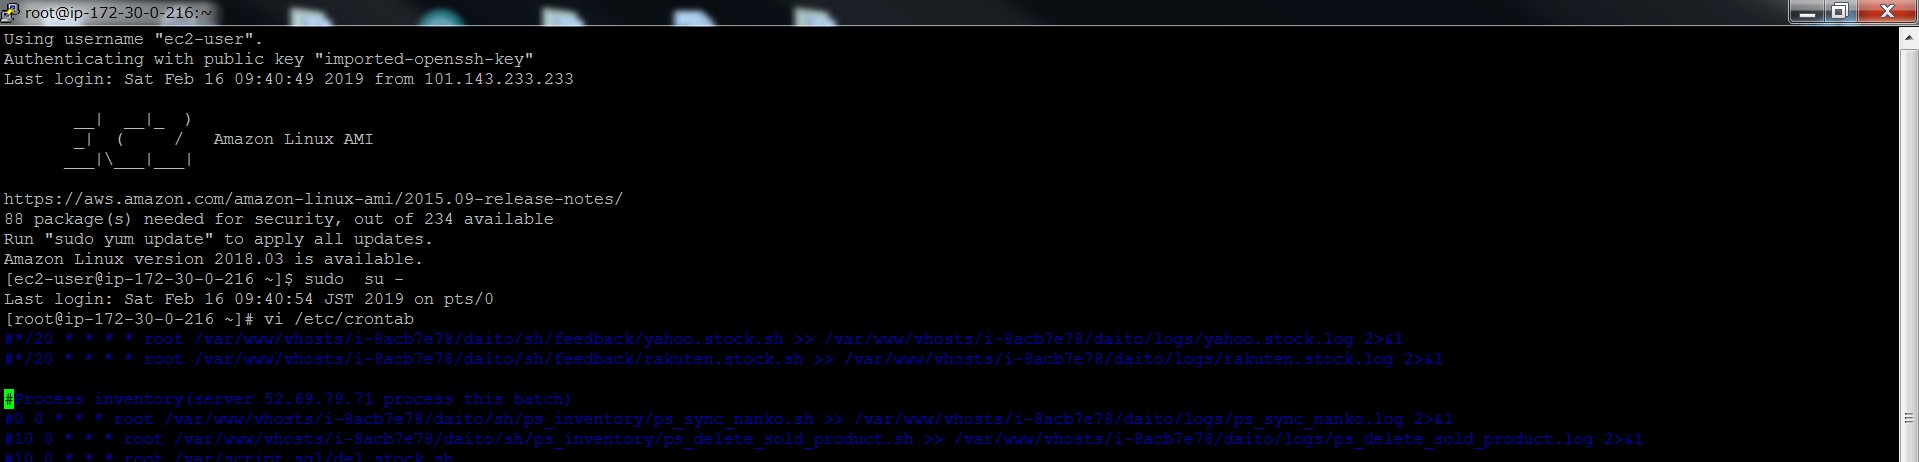 root@ip-172-30-0-216:~
Using username "ec2-user".
Authenticating with public key "imported-openssh-key"
Last login: Sat Feb 16 09:40:49 2019 from 101.143.233.233
       __|  __|_  )
       _|  (     /   Amazon Linux AMI
      ___|\___|___|
https://aws.amazon.com/amazon-linux-ami/2015.09-release-notes/
88 package(s) needed for security, out of 234 available
Run "sudo yum update" to apply all updates.
Amazon Linux version 2018.03 is available.
[ec2-user@ip-172-30-0-216 ~]$ sudo  su -
Last login: Sat Feb 16 09:40:54 JST 2019 on pts/0
[root@ip-172-30-0-216 ~]# vi /etc/crontab
#*/20 * * * * root /var/www/vhosts/i-8acb7e78/daito/sh/feedback/yahoo.stock.sh >> /var/www/vhosts/i-8acb7e78/daito/logs/yahoo.stock.log 2>&1
#*/20 * * * * root /var/www/vhosts/i-8acb7e78/daito/sh/feedback/rakuten.stock.sh >> /var/www/vhosts/i-8acb7e78/daito/logs/rakuten.stock.log 2>&1
#Process inventory(server 52.69.79.71 process this batch)
#0 0 * * * root /var/www/vhosts/i-8acb7e78/daito/sh/ps_inventory/ps_sync_nanko.sh >> /var/www/vhosts/i-8acb7e78/daito/logs/ps_sync_nanko.log 2>&1
#10 0 * * * root /var/www/vhosts/i-8acb7e78/daito/sh/ps_inventory/ps_delete_sold_product.sh >> /var/www/vhosts/i-8acb7e78/daito/logs/ps_delete_sold_product.log 2>&1
#10 0 * * * root /var/script_sql/del_stock.sh